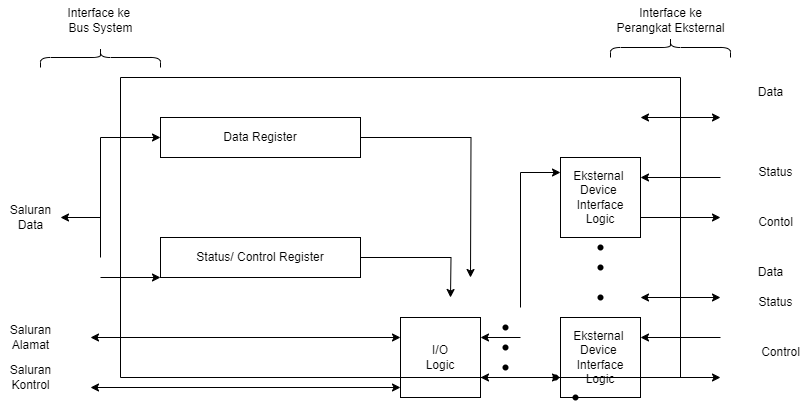 Interface ke
Bus System
Interface ke
Perangkat Eksternal
Data
Data Register
Eksternal
Device
Interface
Logic
Status
Saluran
Data
Contol
Status/ Control Register
Data
Status
Saluran
Alamat
I/O
Logic
Eksternal
Device
Interface
Logic
Control
Saluran
Kontrol